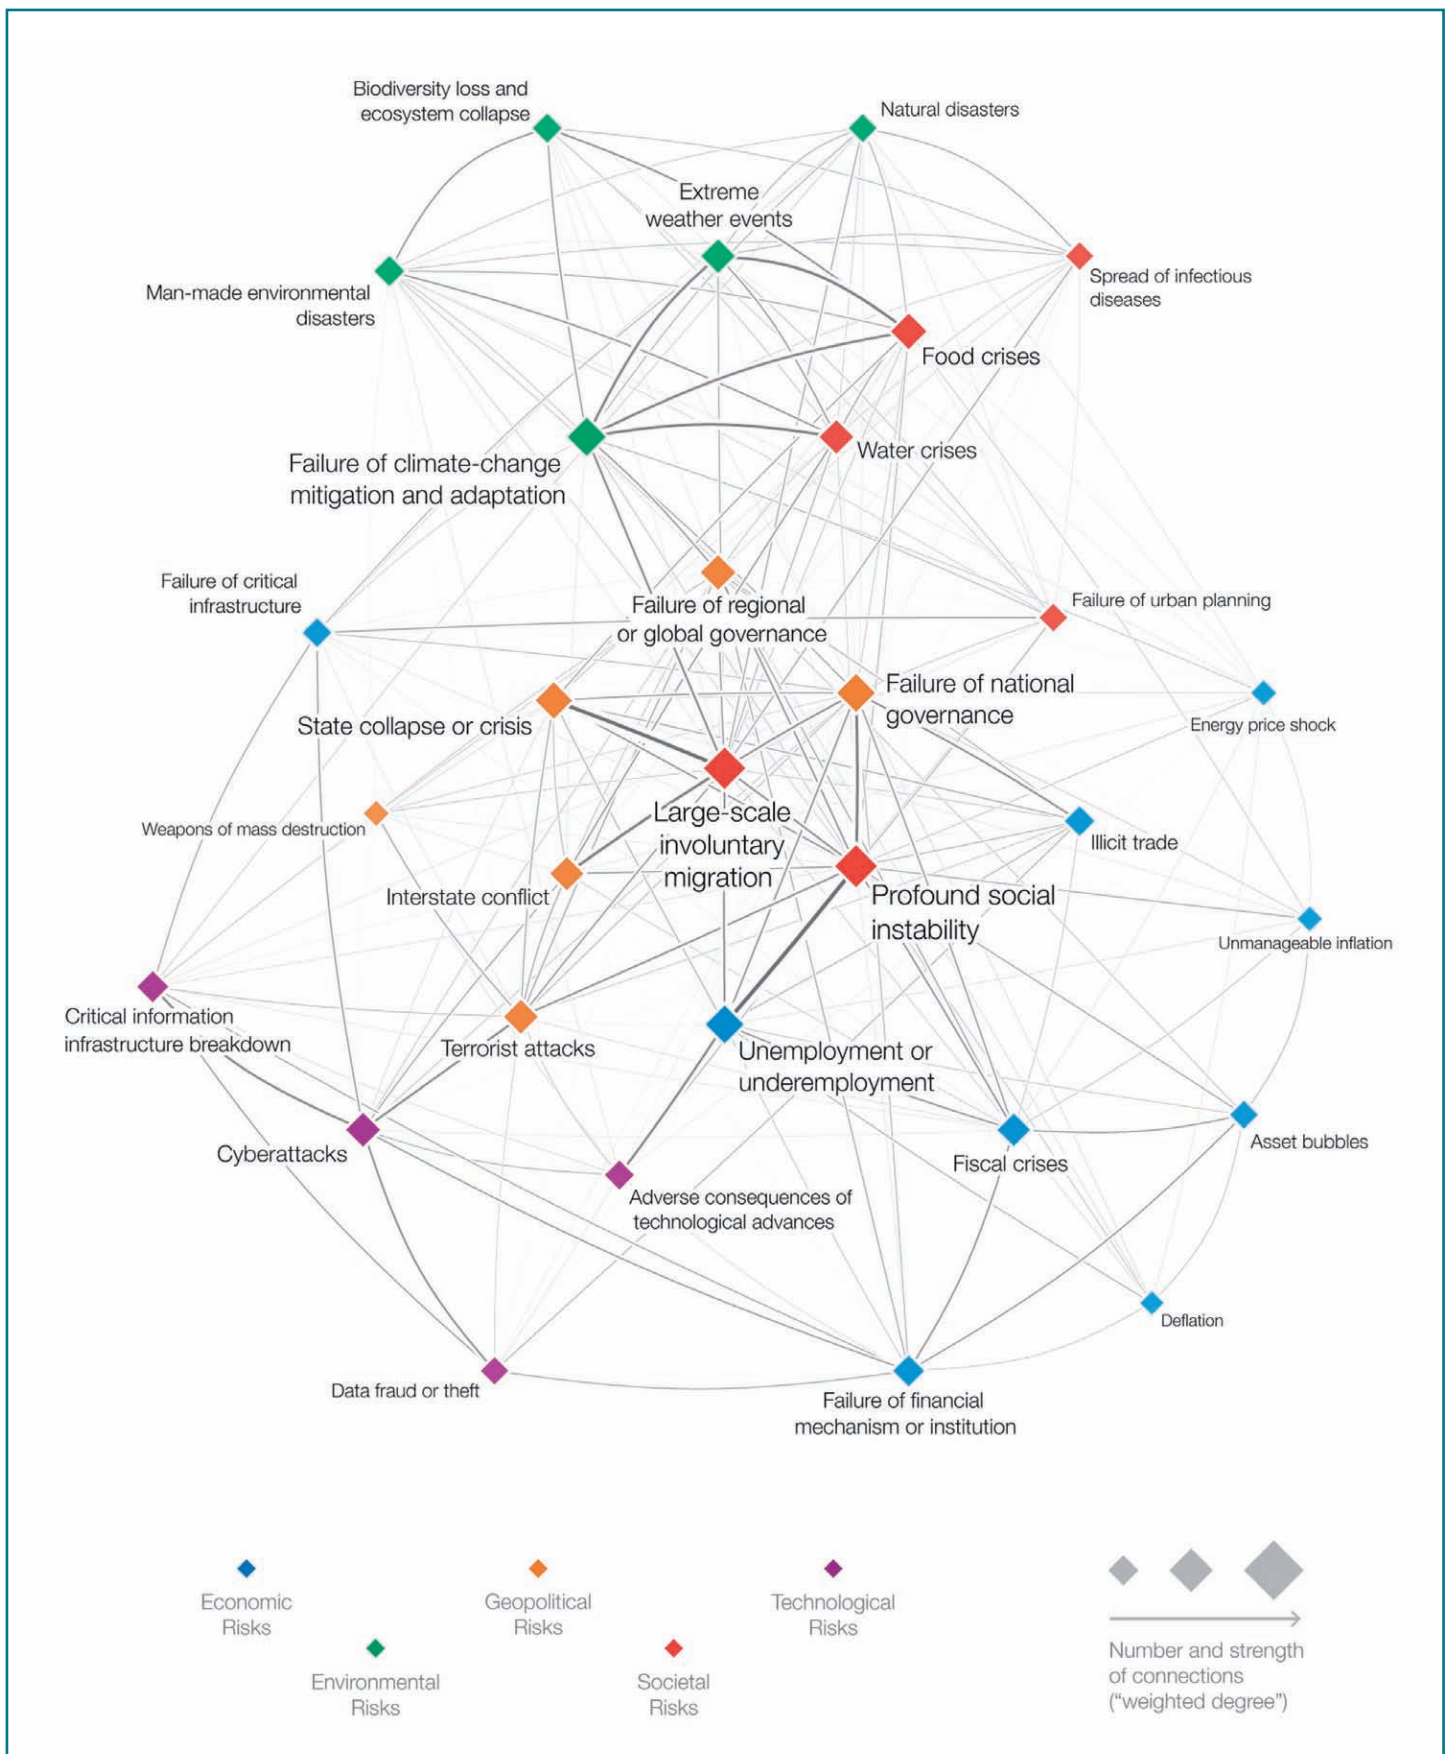 Biodiversity loss and
ecosystem collapse
Natural disasters
Extreme
weather events
Man-made environmental
disasters
Spread of infectious
diseases
Food crises
Water crises
Failure of climate-change
mitigation and adaptation
Failure of critical
infrastructure
Failure of regional
or global governance
Failure of urban planning
State collapse or crisis
Failure of national
governance
Energy price shock
Large-scale
involuntary
migration
Weapons of mass destruction
Illicit trade
Interstate conflict
Profound social
instability
Unmanageable inflation
Critical information
infrastructure breakdown
Terrorist attacks
Unemployment or
underemployment
Cyberattacks
Fiscal crises
Asset bubbles
Adverse consequences of
technological advances
Deflation
Data fraud or theft
Failure of financial
mechanism or institution
Economic
Risks
Geopolitical
Risks
Technological
Risks
Environmental
Risks
Societal
Risks
Number and strength
of connections
(“weighted degree”)